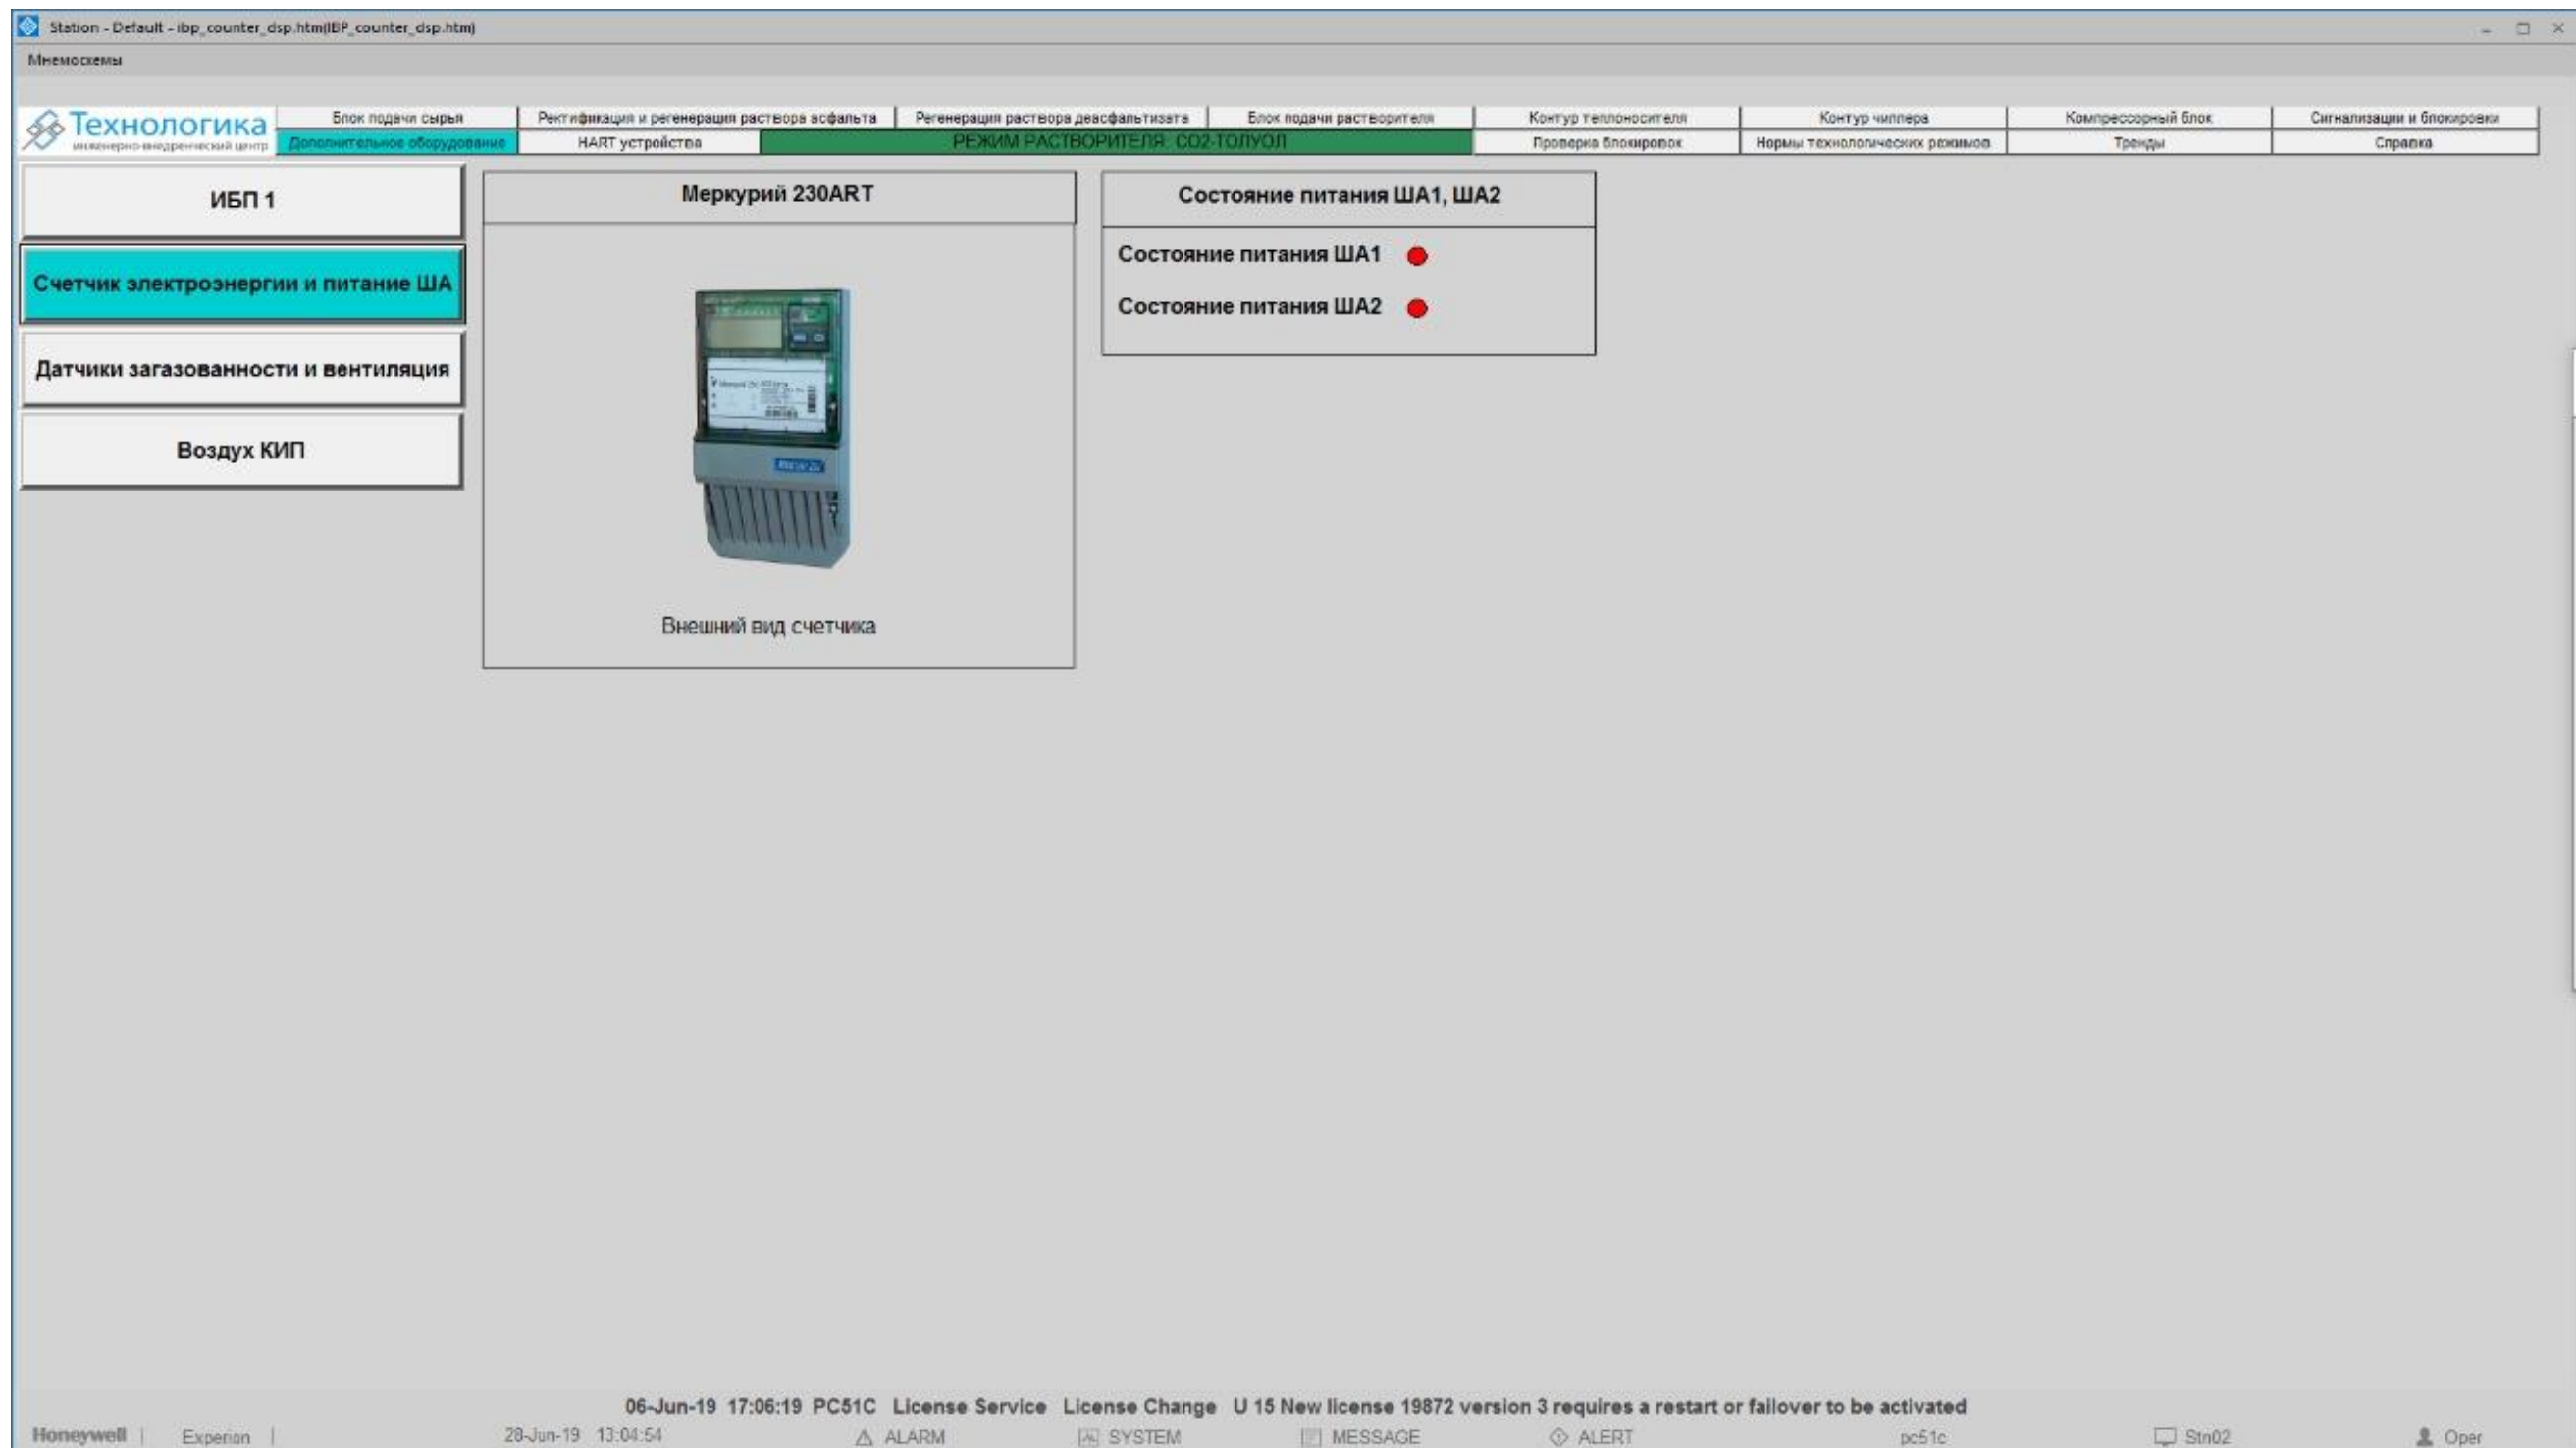 Station - Default - ibp_counter_dsp.htm(IBP_counter_dsp.htm)
Мнемосхемы
Технологика
инженерно-внедренческий центр
Блок подачи сырья
Ректификация и регенерация раствора асфальта
Регенерация раствора деасфальтизата
Блок подачи растворителя
Контур теплоносителя
Контур чиллера
Компрессорный блок
Сигнализации и блокировки
Дополнительное оборудование
HART устройства
РЕЖИМ РАСТВОРИТЕЛЯ: CO2-ТОЛУОЛ
Проверка блокировок
Нормы технологических режимов
Тренды
Справка
ИБП 1
Счетчик электроэнергии и питание ША
Датчики загазованности и вентиляция
Воздух КИП
Меркурий 230ART
Внешний вид счетчика
Состояние питания ША1, ША2
Состояние питания ША1
Состояние питания ША2
06-Jun-19 17:06:19 PC51C License Service License Change U 15 New license 19872 version 3 requires a restart or failover to be activated
Honeywell | Experion | 28-Jun-19 13:04:54 ALARM SYSTEM MESSAGE ALERT pc51c Stn02 Oper